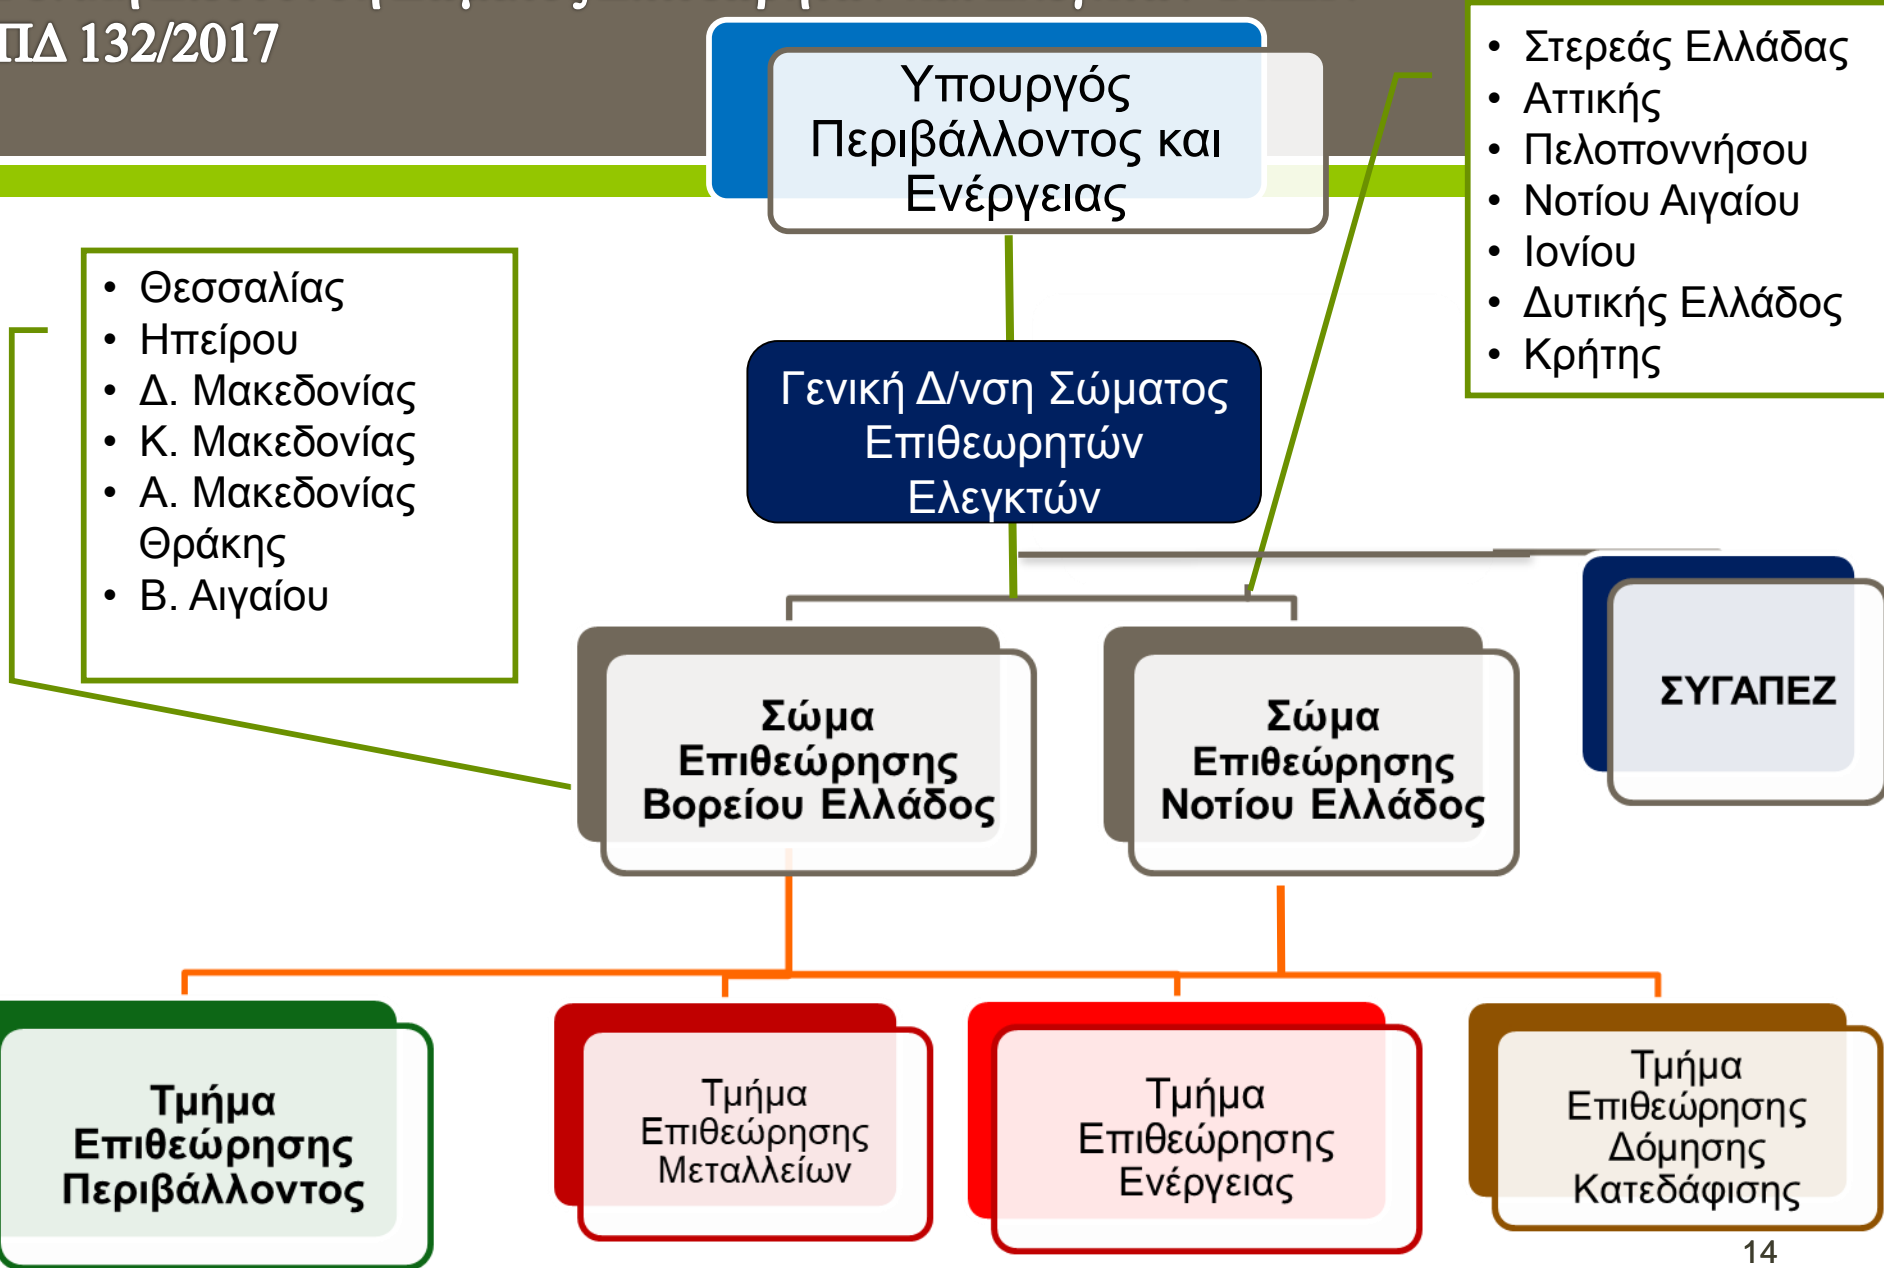 ΠΔ 132/2017
Υπουργός
Περιβάλλοντος και
Ενέργειας
• Στερεάς Ελλάδας
• Αττικής
• Πελοποννήσου
• Νοτίου Αιγαίου
• Ιονίου
• Δυτικής Ελλάδος
• Κρήτης
• Θεσσαλίας
• Ηπείρου
• Δ. Μακεδονίας
• Κ. Μακεδονίας
• Α. Μακεδονίας
Θράκης
• Β. Αιγαίου
Γενική Δ/νση Σώματος
Επιθεωρητών
Ελεγκτών
Σώμα
Επιθεώρησης
Βορείου Ελλάδος
Σώμα
Επιθεώρησης
Νοτίου Ελλάδος
ΣΥΓΑΠΕΖ
Τμήμα
Επιθεώρησης
Περιβάλλοντος
Τμήμα
Επιθεώρησης
Μεταλλείων
Τμήμα
Επιθεώρησης
Ενέργειας
Τμήμα
Επιθεώρησης
Δόμησης
Κατεδάφισης
14